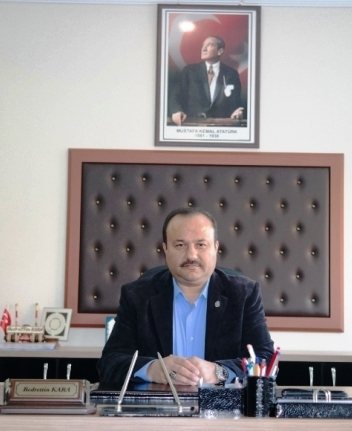 MUSTAFA KEMAL ATATÜRK
1881 - 1938
Bedrettin KARA